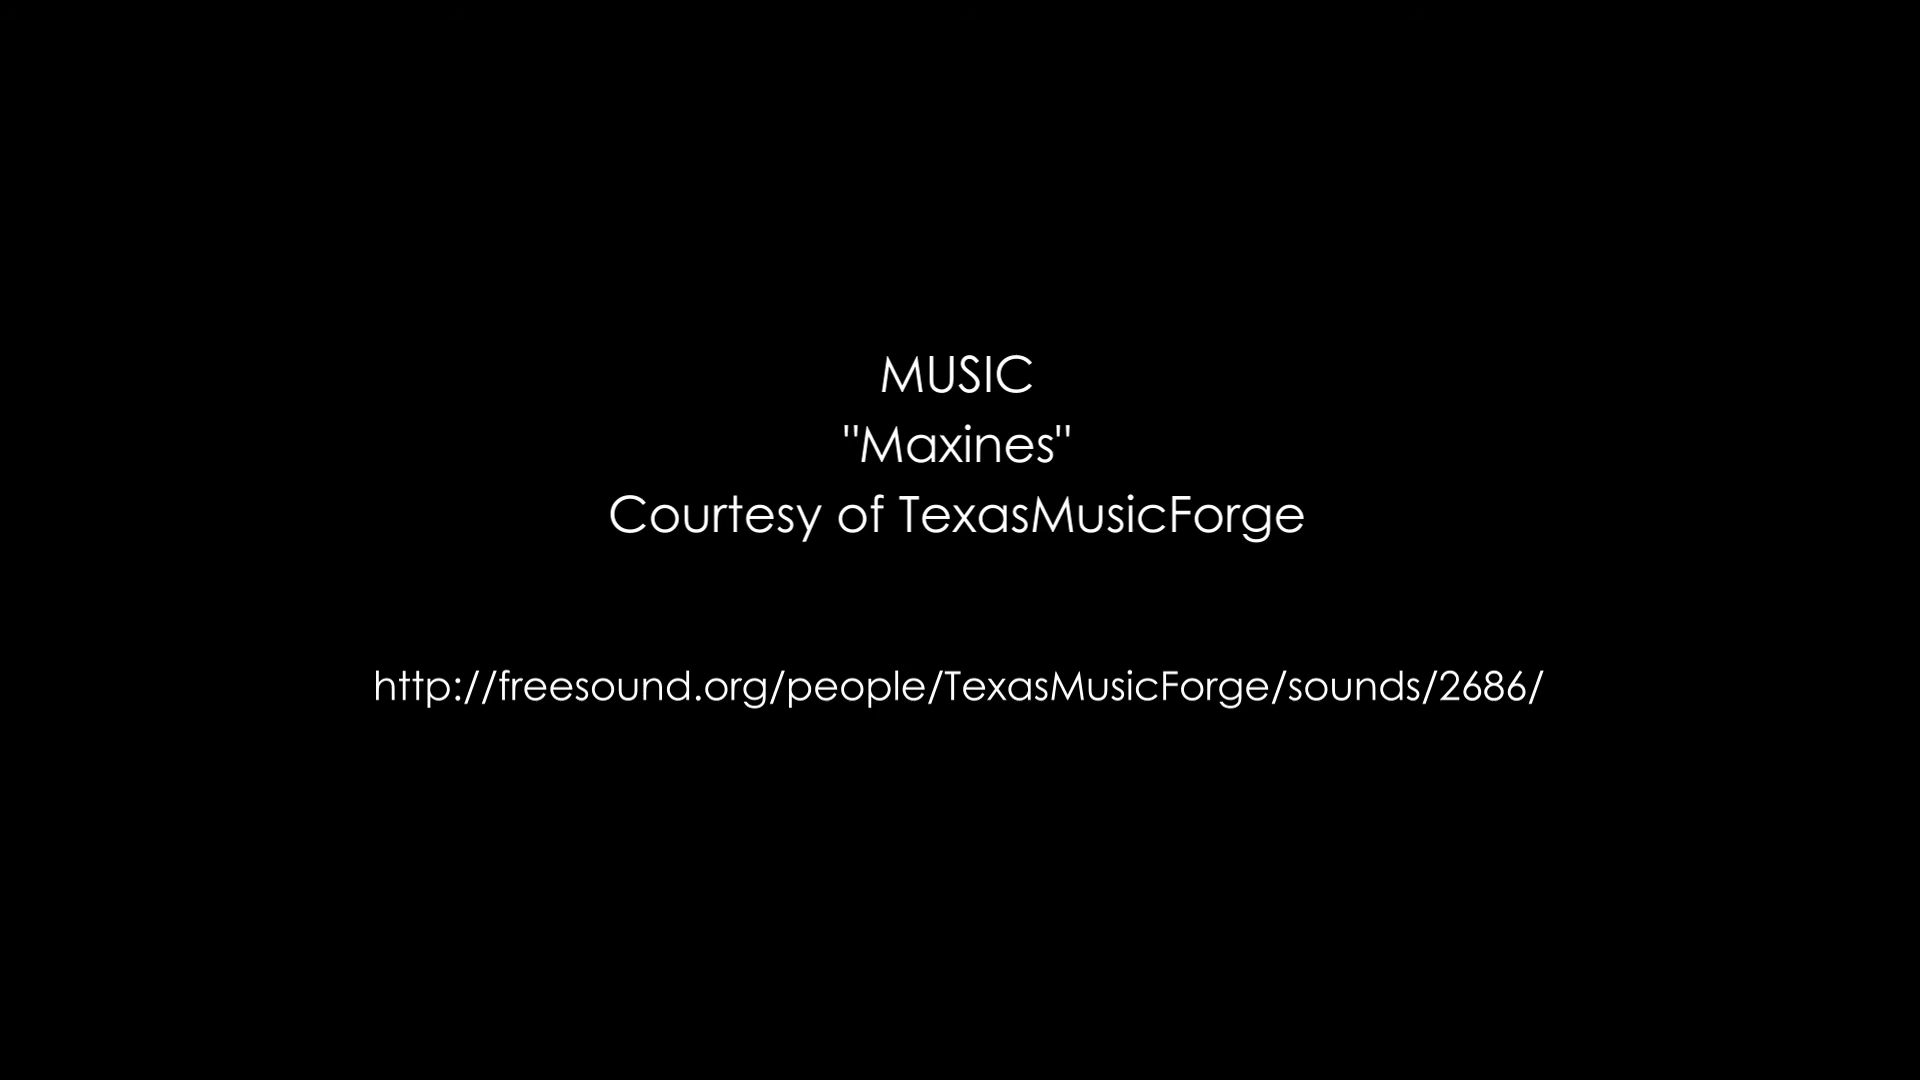 MUSIC
"Maxines"
Courtesy of TexasMusicForge
http://freesound.org/people/TexasMusicForge/sounds/2686/